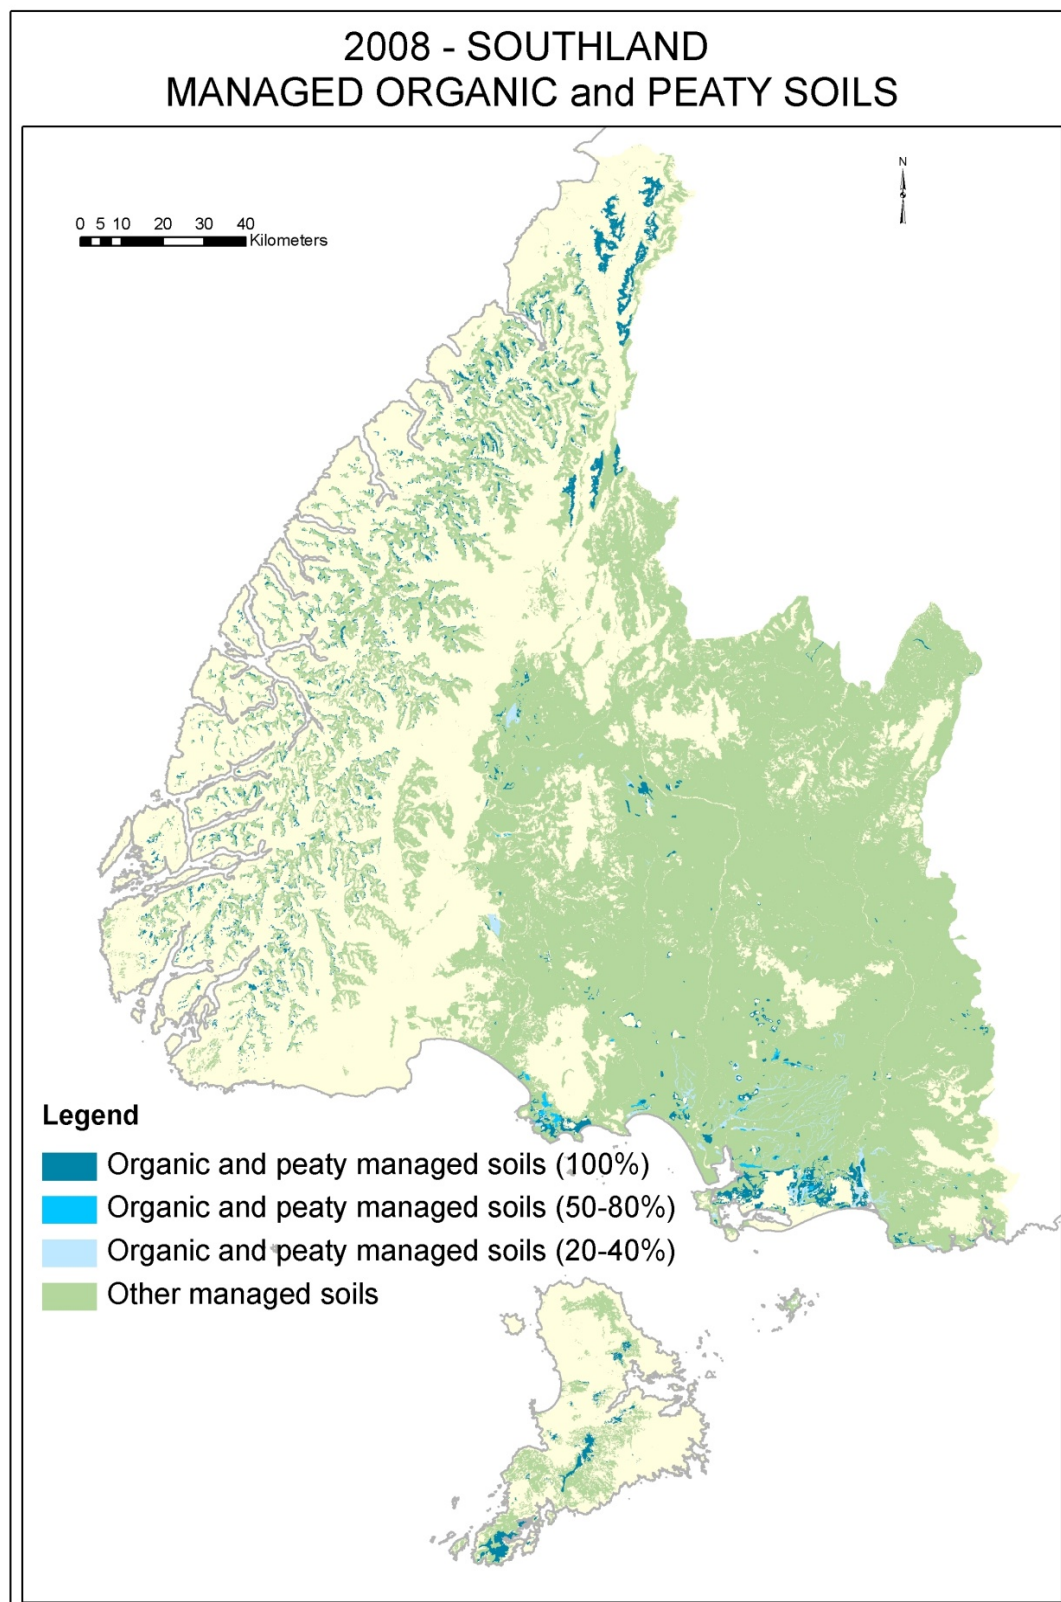 2008 - SOUTHLAND
MANAGED ORGANIC and PEATY SOILS
N
0 5 10 20 30 40
Kilometers
Legend
Organic and peaty managed soils (100%)
Organic and peaty managed soils (50-80%)
Organic and peaty managed soils (20-40%)
Other managed soils